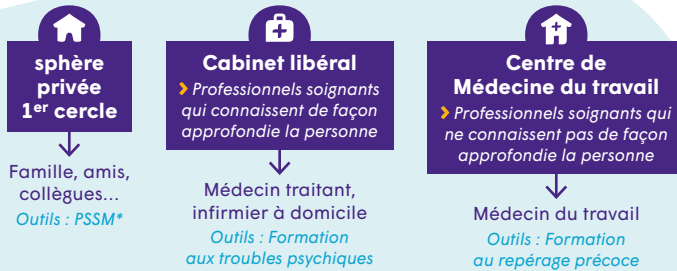 sphère
privée
1er cercle
Famille, amis,
collègues...
Outils : PSSM*
Cabinet libéral
> Professionnels soignants
qui connaissent de façon
approfondie la personne
Médecin traitant,
infirmier à domicile
Outils : Formation
aux troubles psychiques
Centre de
Médecine du travail
> Professionnels soignants qui
ne connaissent pas de façon
approfondie la personne
Médecin du travail
Outils : Formation
au repérage précoce